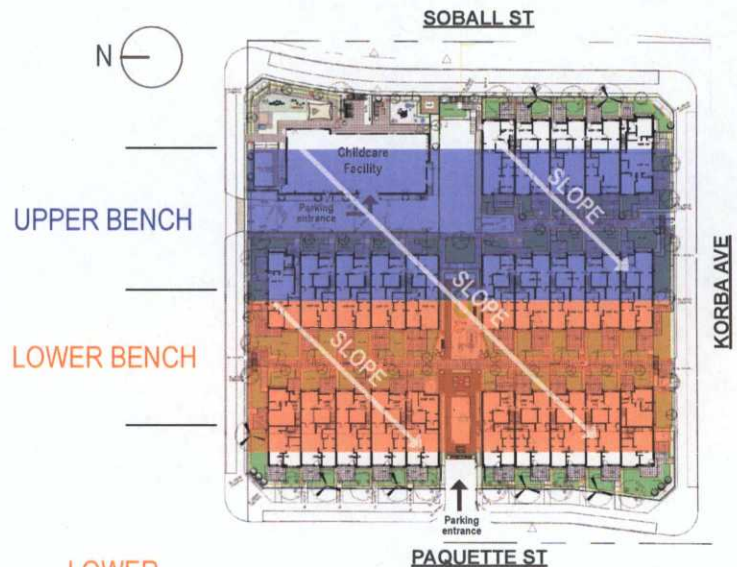 SOBALL ST
N
Childcare
Facility
Parking
entrance
SLOPE
UPPER BENCH
SLOPE
KORBA AVE
LOWER BENCH
SLOPE
Parking
entrance
PAQUETTE ST
LOWER